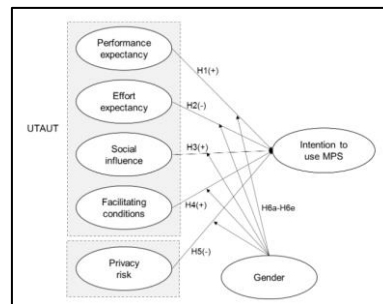 Performance
expectancy
H1(+)
Effort
expectancy
H2(-)
UTAUT
Social
influence
H3(+)
Intention to
use MPS
Facilitating
conditions
H4(+)
H6a-H6e
Privacy
risk
H5(-)
Gender